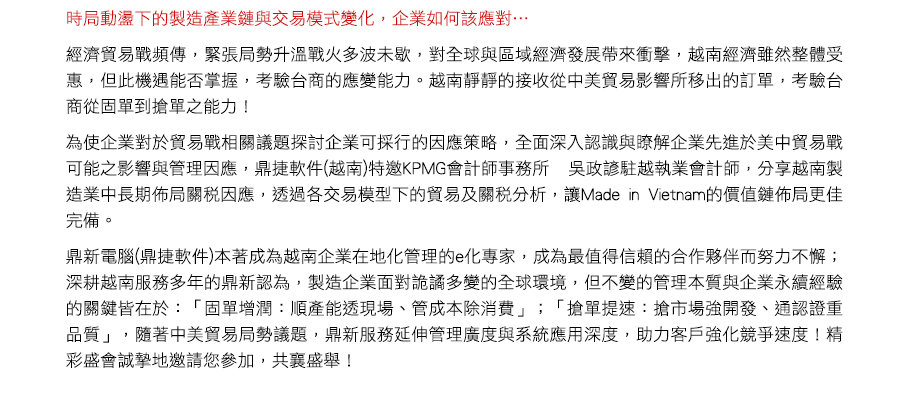 時局動盪下的製造產業鏈與交易模式變化，企業如何該應對⋯
經濟貿易戰頻傳，緊張局勢升溫戰火多波未歇，對全球與區域經濟發展帶來衝擊，越南經濟雖然整體受
惠，但此機遇能否掌握，考驗台商的應變能力。越南靜靜的接收從中美貿易影響所移出的訂單，考驗台
商從固單到搶單之能力！
為使企業對於貿易戰相關議題探討企業可採行的因應策略，全面深入認識與瞭解企業先進於美中貿易戰
可能之影響與管理因應，鼎捷軟件(越南)特邀KPMG會計師事務所　吳政諺駐越執業會計師，分享越南製
造業中長期佈局關稅因應，透過各交易模型下的貿易及關稅分析，讓Made in Vietnam的價值鏈佈局更佳
完備。
鼎新電腦(鼎捷軟件)本著成為越南企業在地化管理的e化專家，成為最值得信賴的合作夥伴而努力不懈；
深耕越南服務多年的鼎新認為，製造企業面對詭譎多變的全球環境，但不變的管理本質與企業永續經驗
的關鍵皆在於：「固單增潤：順產能透現場、管成本除消費」；「搶單提速：搶市場強開發、通認證重
品質」，隨著中美貿易局勢議題，鼎新服務延伸管理廣度與系統應用深度，助力客戶強化競爭速度！精
彩盛會誠摯地邀請您參加，共襄盛舉！